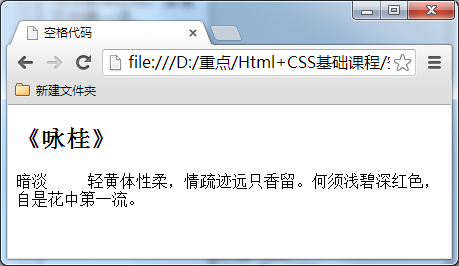 空格代码
file:///D:/重点/Html+CSS基础课程/
新建文件夹
《咏桂》
暗淡　　轻黄体性柔，情疏迹远只香留。何须浅碧深红色，
自是花中第一流。